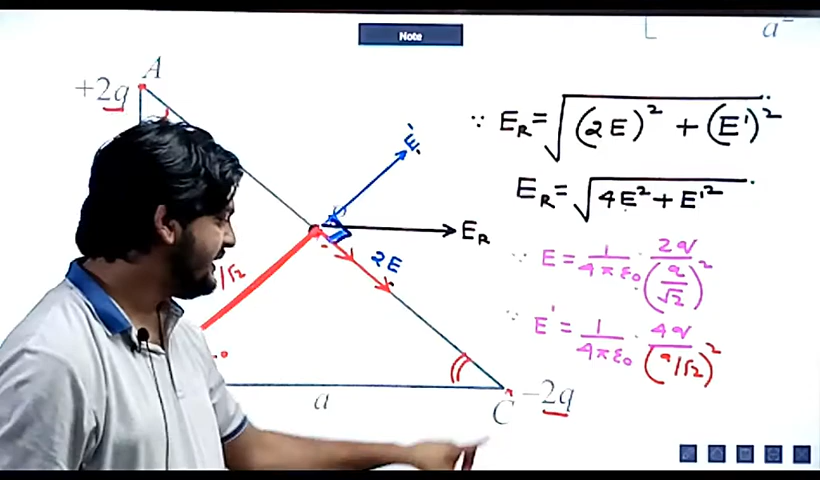 Note
a²
A
+2q
∵ E_R = √((2E)² + (E')²)
E'
E_R = √(4E² + E'²)
E_R
2E
/√2
∵ E = 1/4πε₀ · 2q/(a/√2)²
∵ E' = 1/4πε₀ · 4q/(a/√2)²
a
C
−2q